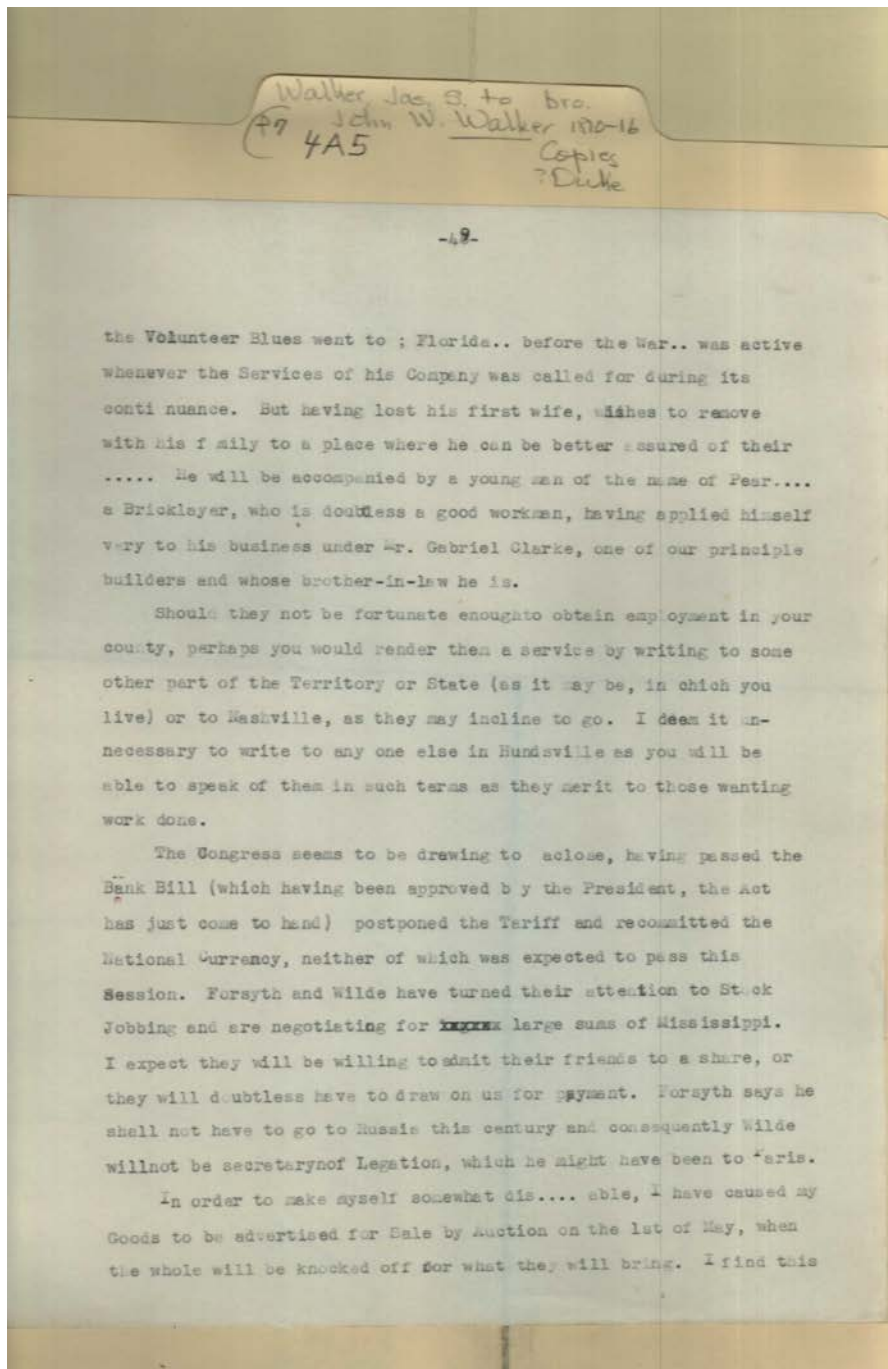 Walker, Jas. S. to bro.
John W. Walker 1810-16
4A5
Copies
?Duke
-49-
the Volunteer Blues went to ; Florida.. before the War.. was active
whenever the Services of his Company was called for during its
conti nuance. But having lost his first wife, wishes to remove
with his f mily to a place where he can be better assured of their
..... He will be accompanied by a young man of the name of Pear....
a Bricklayer, who is doubtless a good workman, having applied himself
very to his business under Mr. Gabriel Clarke, one of our principle
builders and whose brother-in-law he is.
Should they not be fortunate enoughto obtain employment in your
county, perhaps you would render them a service by writing to some
other part of the Territory or State (as it may be, in chich you
live) or to Nashville, as they may incline to go. I deem it un-
necessary to write to any one else in Hundsville as you will be
able to speak of them in such terms as they merit to those wanting
work done.
The Congress seems to be drawing to aclose, having passed the
Bank Bill (which having been approved b y the President, the Act
has just come to hand) postponed the Tariff and recommitted the
National Currency, neither of which was expected to pass this
Session. Forsyth and Wilde have turned their attention to Stock
Jobbing and are negotiating for large sums of Mississippi.
I expect they will be willing toadmit their friends to a share, or
they will doubtless have to draw on us for payment. Forsyth says he
shall not have to go to Russia this century and consequently Wilde
willnot be secretarynof Legation, which he might have been to Paris.
In order to make myself somewhat dis.... able, I have caused my
Goods to be advertised for Sale by Auction on the 1st of May, when
the whole will be knocked off for what they will bring. I find this